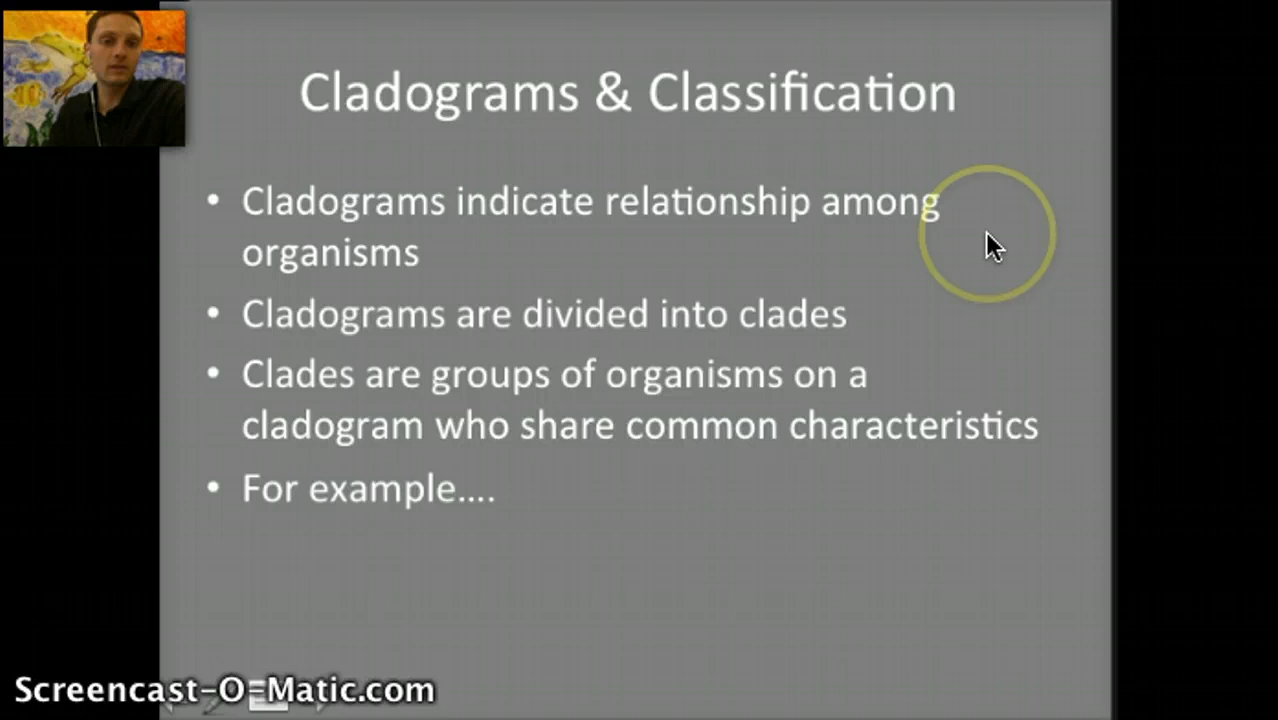 Cladograms & Classification
• Cladograms indicate relationship among
organisms
• Cladograms are divided into clades
• Clades are groups of organisms on a
cladogram who share common characteristics
• For example....
Screencast-O-Matic.com